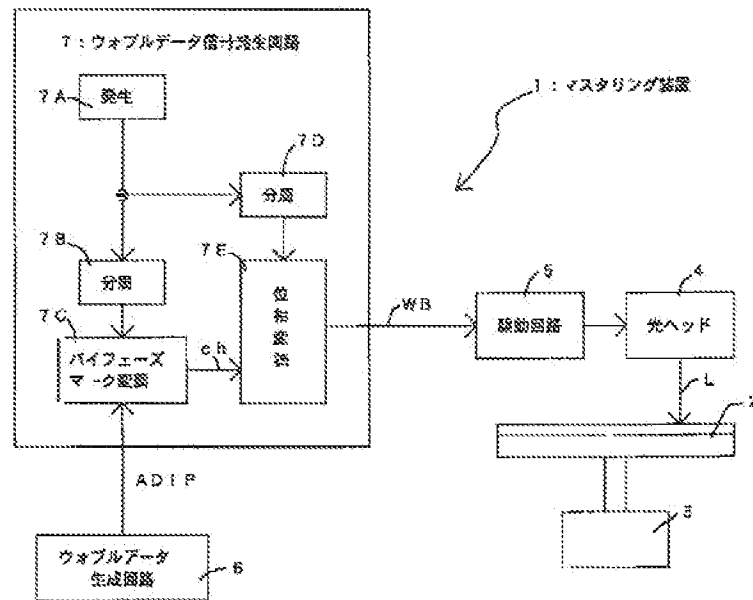 7：ウォブルデータ信号発生回路
7A
発生
1：マスタリング装置
7D
分周
7B
分周
7E
位相変調
7C
バイフェーズ
マーク変調
ch
WB
5
駆動回路
4
光ヘッド
L
2
ADIP
3
ウォブルデータ
生成回路
6